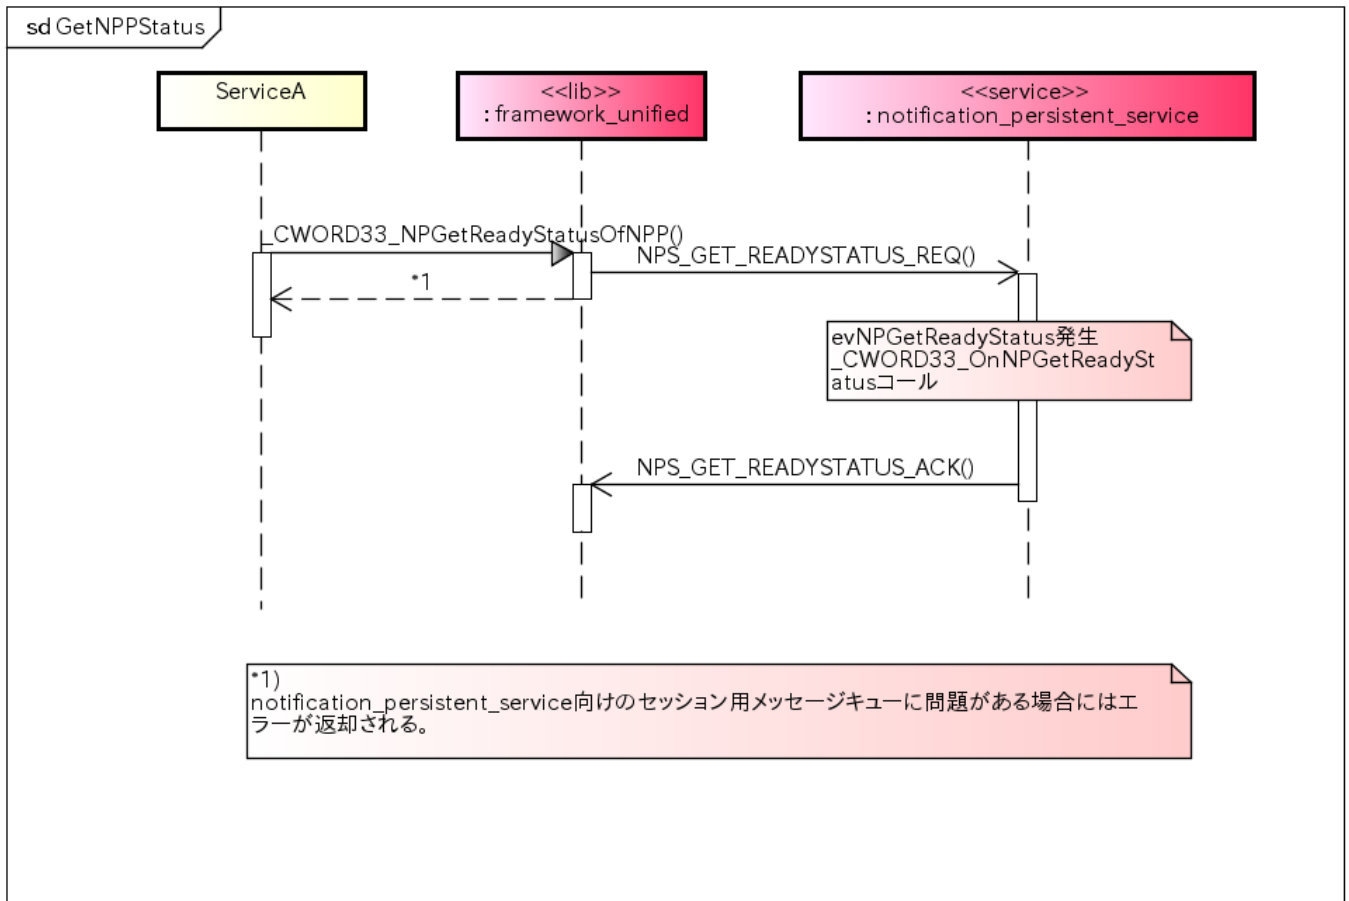 sd GetNPPStatus
ServiceA
<<lib>>
: framework_unified
<<service>>
: notification_persistent_service
_CWORD33_NPGetReadyStatusOfNPP()
NPS_GET_READYSTATUS_REQ()
*1
evNPGetReadyStatus発生
_CWORD33_OnNPGetReadySt
atusコール
NPS_GET_READYSTATUS_ACK()
*1)
notification_persistent_service向けのセッション用メッセージキューに問題がある場合にはエ
ラーが返却される。